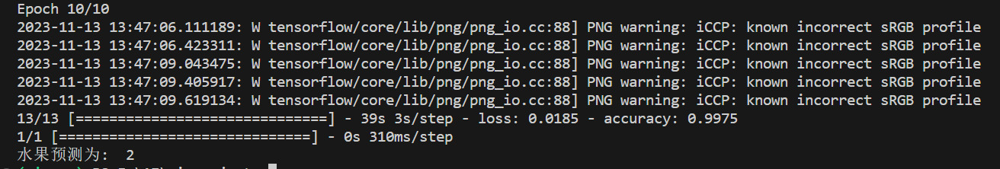 Epoch 10/10
2023-11-13 13:47:06.111189: W tensorflow/core/lib/png/png_io.cc:88] PNG warning: iCCP: known incorrect sRGB profile
2023-11-13 13:47:06.423311: W tensorflow/core/lib/png/png_io.cc:88] PNG warning: iCCP: known incorrect sRGB profile
2023-11-13 13:47:09.043475: W tensorflow/core/lib/png/png_io.cc:88] PNG warning: iCCP: known incorrect sRGB profile
2023-11-13 13:47:09.405917: W tensorflow/core/lib/png/png_io.cc:88] PNG warning: iCCP: known incorrect sRGB profile
2023-11-13 13:47:09.619134: W tensorflow/core/lib/png/png_io.cc:88] PNG warning: iCCP: known incorrect sRGB profile
13/13 [==============================] - 39s 3s/step - loss: 0.0185 - accuracy: 0.9975
1/1 [==============================] - 0s 310ms/step
水果预测为: 2